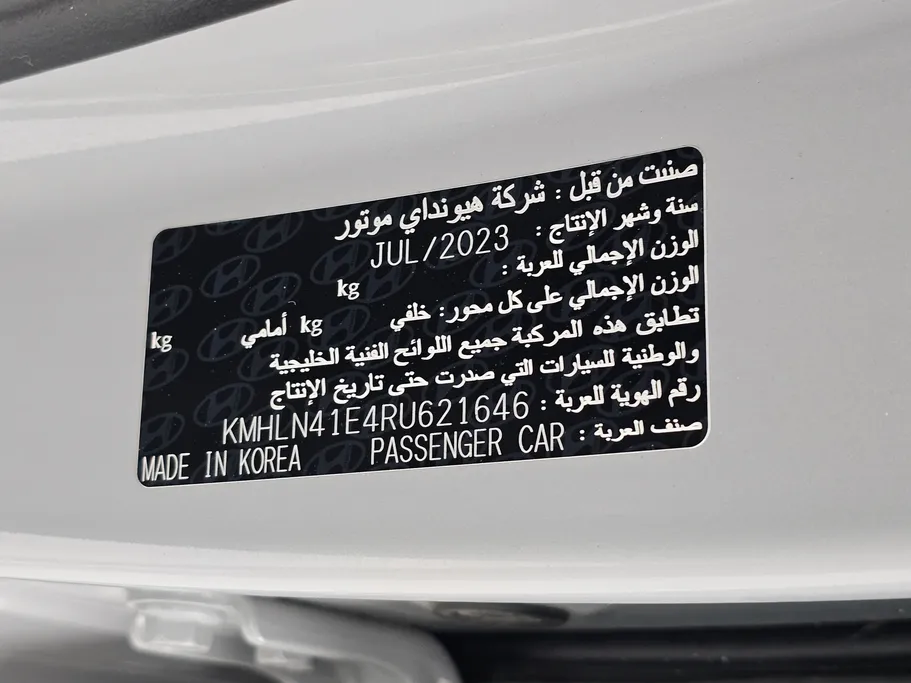 صنعت من قبل : شركة هيونداي موتور
سنة وشهر الإنتاج : JUL/2023
الوزن الإجمالي للعربة : kg
الوزن الإجمالي على كل محور: خلفي kg أمامي kg
تطابق هذه المركبة جميع اللوائح الفنية الخليجية
والوطنية للسيارات التي صدرت حتى تاريخ الإنتاج
رقم الهوية للعربة : KMHLN41E4RU621646
صنف العربة : PASSENGER CAR MADE IN KOREA